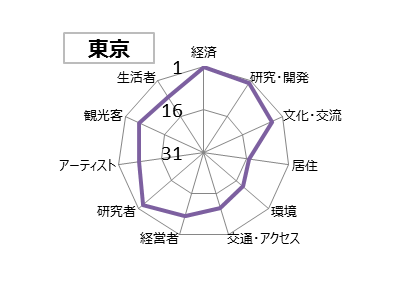 東京
経済
1
生活者
研究・開発
16
観光客
文化・交流
31
アーティスト
居住
研究者
環境
経営者
交通・アクセス